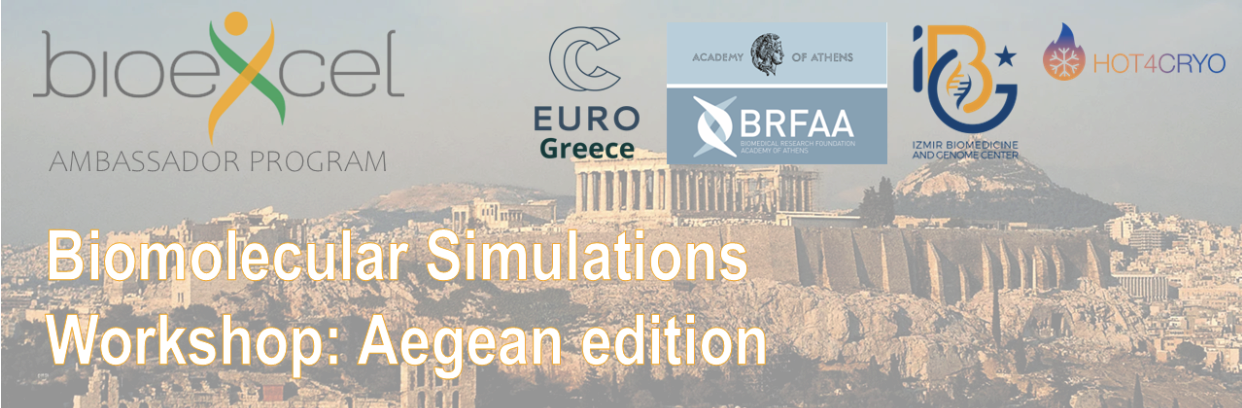 bioexcel
AMBASSADOR PROGRAM
EURO
Greece
ACADEMY OF ATHENS
BRFAA
BIOMEDICAL RESEARCH FOUNDATION
ACADEMY OF ATHENS
iBG
IZMIR BIOMEDICINE
AND GENOME CENTER
HOT4CRYO
Biomolecular Simulations
Workshop: Aegean edition